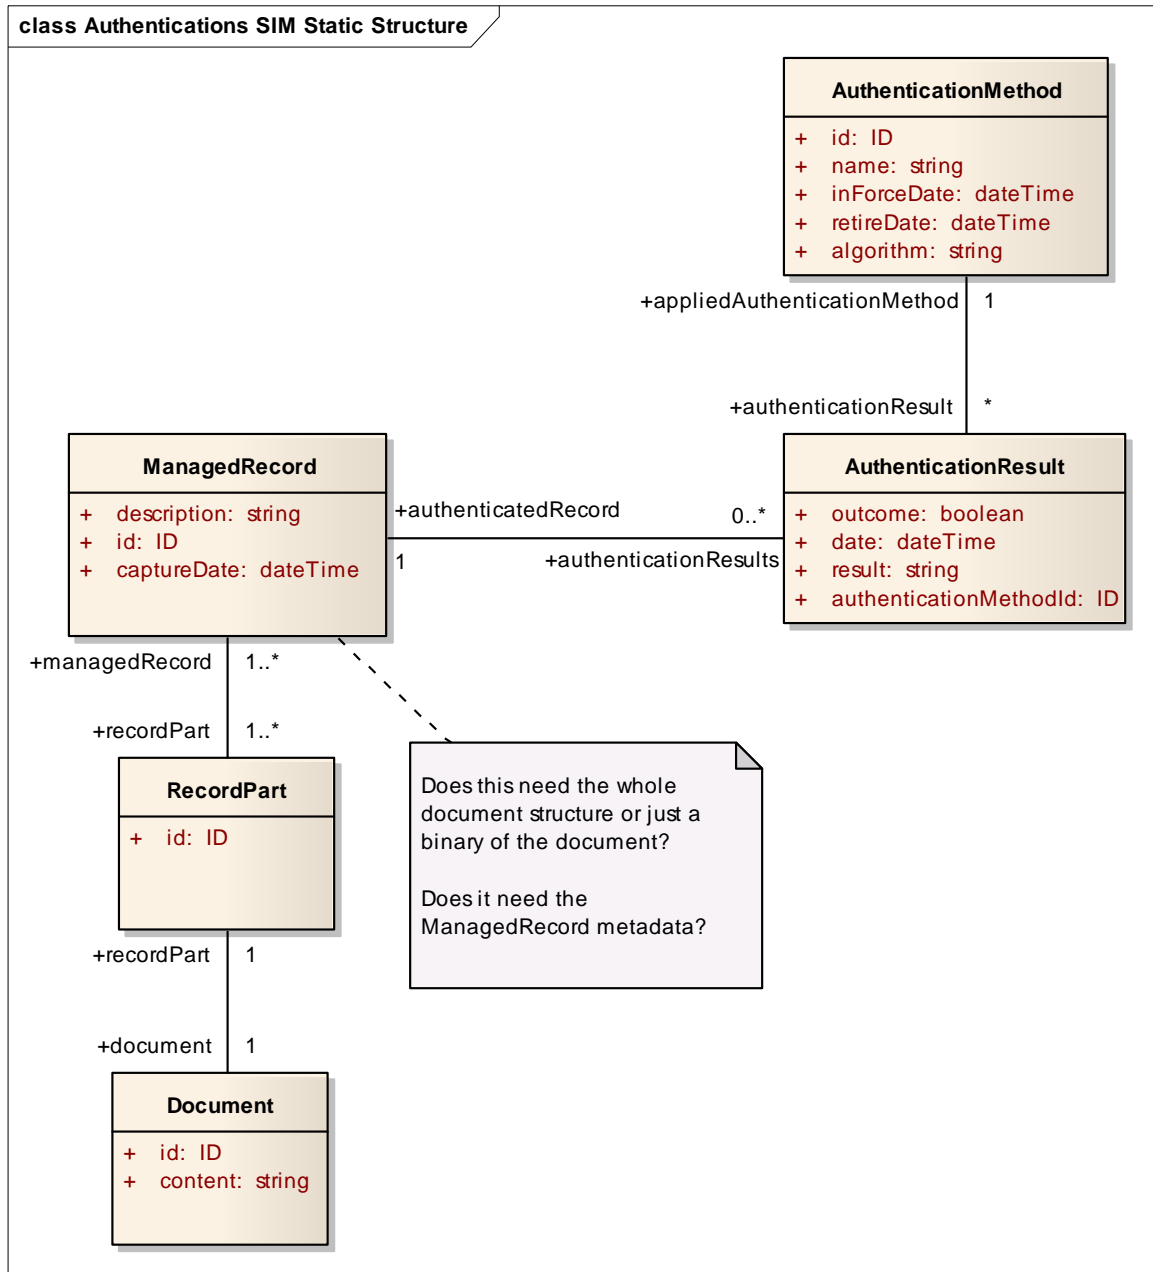 class Authentications SIM Static Structure
AuthenticationMethod
+ id: ID
+ name: string
+ inForceDate: dateTime
+ retireDate: dateTime
+ algorithm: string
+appliedAuthenticationMethod 1
+authenticationResult *
ManagedRecord
+ description: string
+ id: ID
+ captureDate: dateTime
+authenticatedRecord 0..*
1 +authenticationResults
AuthenticationResult
+ outcome: boolean
+ date: dateTime
+ result: string
+ authenticationMethodId: ID
+managedRecord 1..*
+recordPart 1..*
RecordPart
+ id: ID
Does this need the whole
document structure or just a
binary of the document?
Does it need the
ManagedRecord metadata?
+recordPart 1
+document 1
Document
+ id: ID
+ content: string